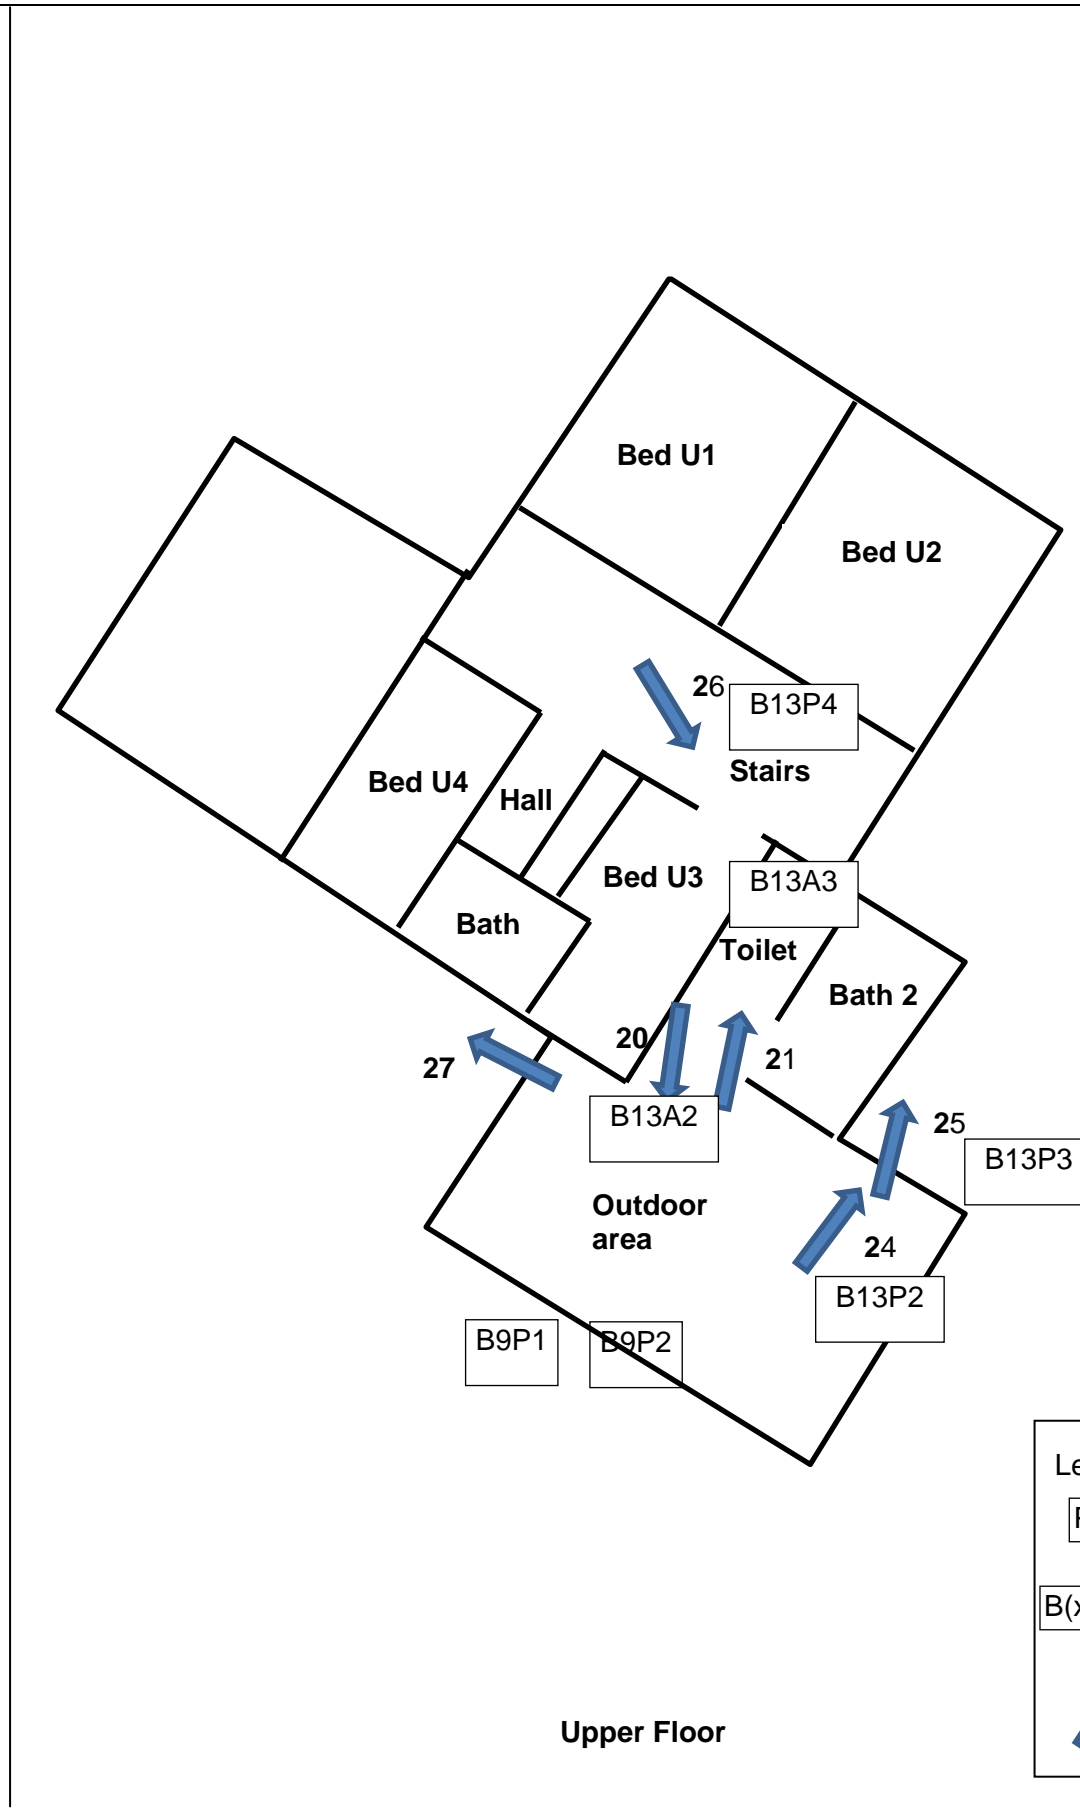 Bed U1
Bed U2
26
B13P4
Stairs
Bed U4
Hall
Bed U3
B13A3
Bath
Toilet
Bath 2
20
21
27
B13A2
25
B13P3
Outdoor
area
24
B13P2
B9P1
B9P2
Le
B(x
Upper Floor